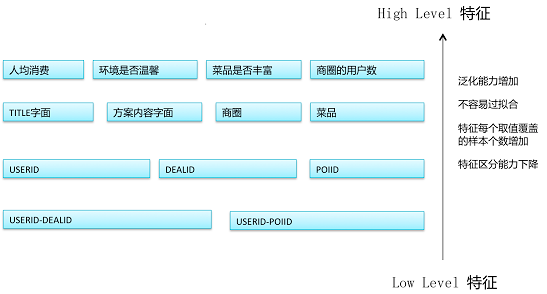 High Level 特征
人均消费
环境是否温馨
菜品是否丰富
商圈的用户数
TITLE字面
方案内容字面
商圈
菜品
USERID
DEALID
POIID
USERID-DEALID
USERID-POIID
泛化能力增加
不容易过拟合
特征每个取值覆盖
的样本个数增加
特征区分能力下降
Low Level 特征